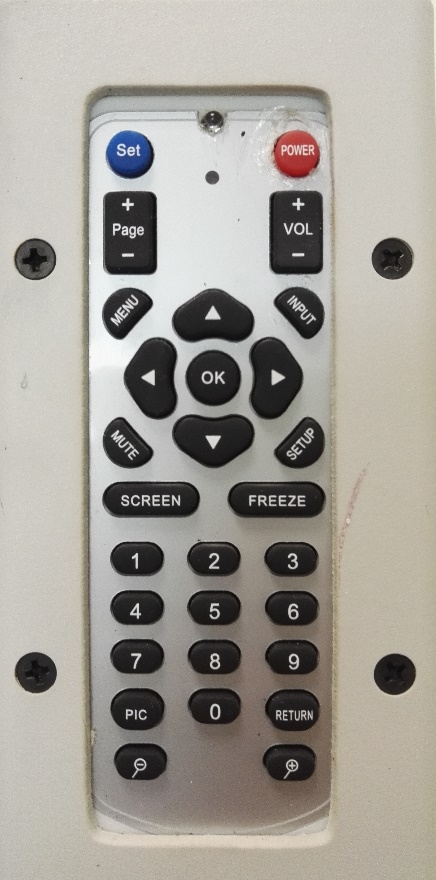 Set POWER
+ +
Page VOL
- -
MENU INPUT
OK
MUTE SETUP
SCREEN FREEZE
1 2 3
4 5 6
7 8 9
PIC 0 RETURN